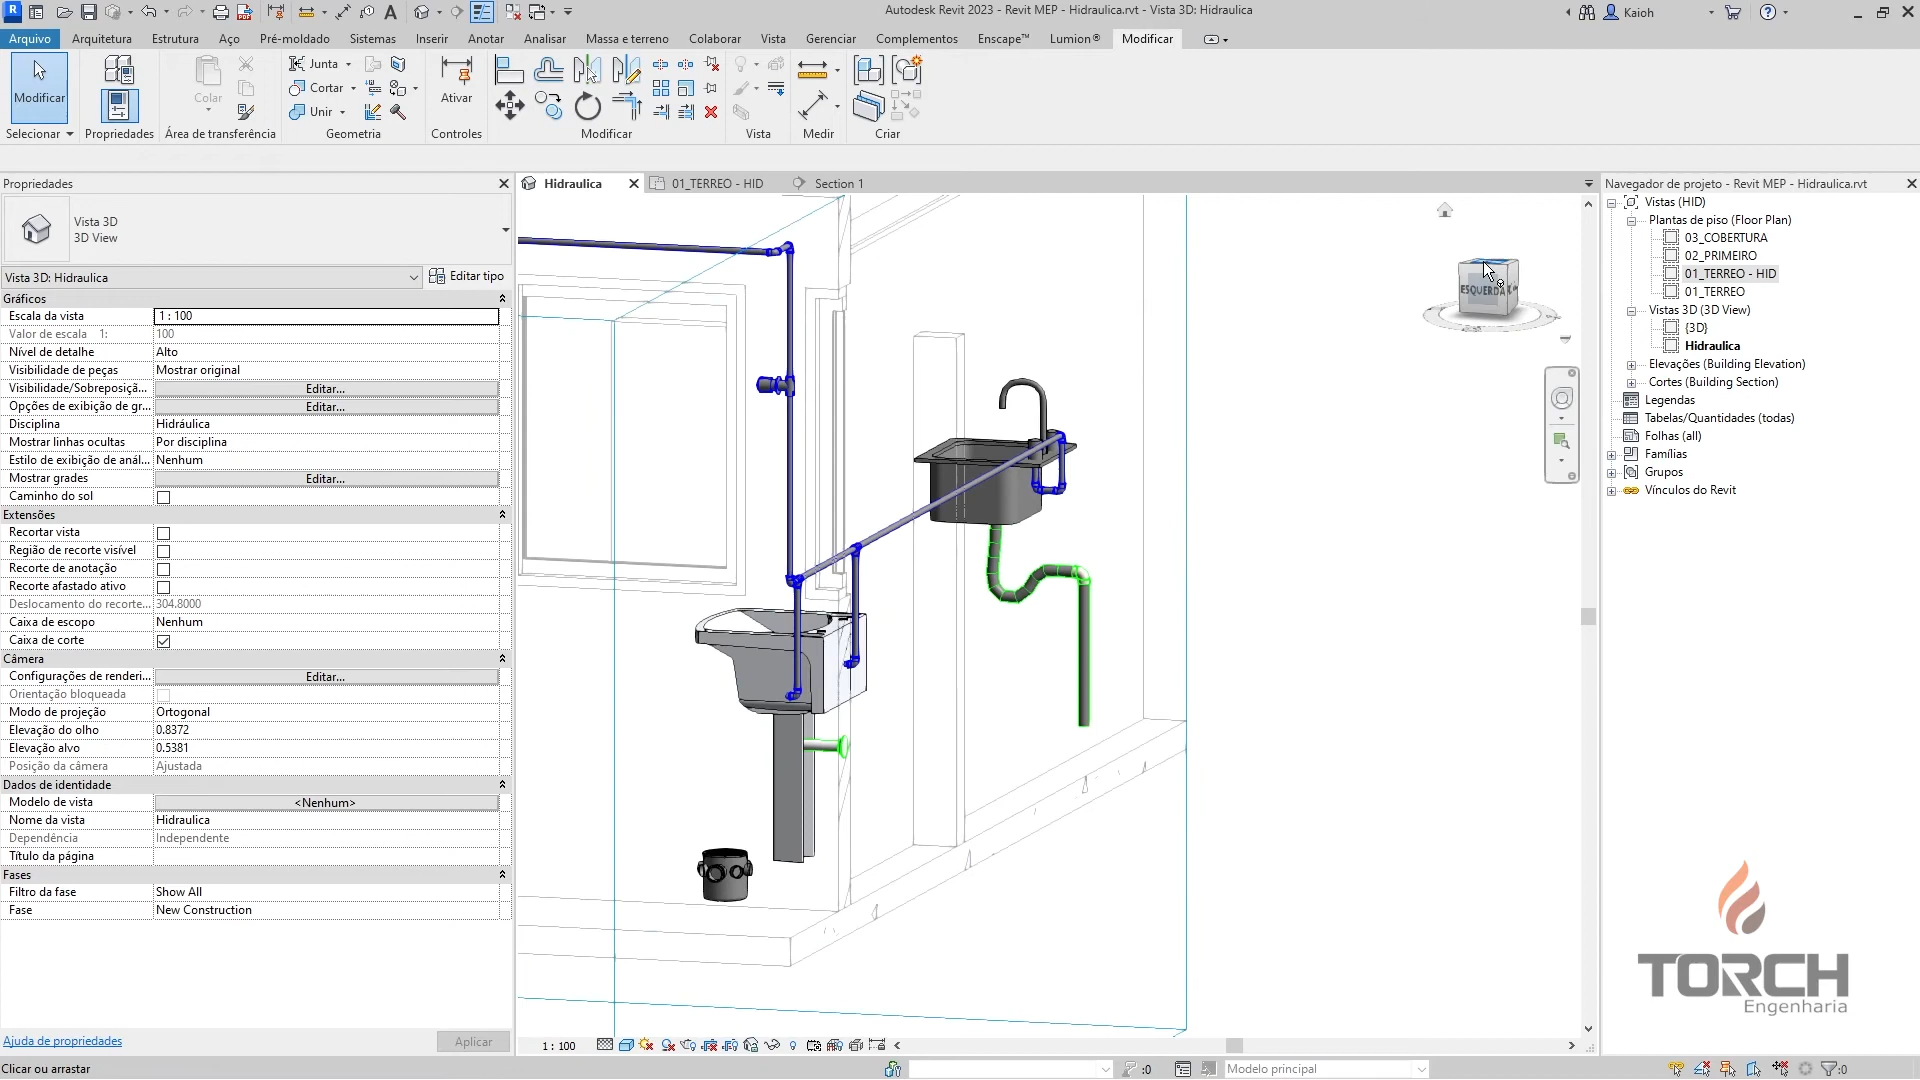 Autodesk Revit 2023 - Revit MEP - Hidraulica.rvt - Vista 3D: Hidraulica
Kaioh
Arquivo Arquitetura Estrutura Aço Pré-moldado Sistemas Inserir Anotar Analisar Massa e terreno Colaborar Vista Gerenciar Complementos Enscape™ Lumion® Modificar
Modificar
Colar
Junta
Cortar
Unir
Ativar
Selecionar Propriedades Área de transferência Geometria Controles Modificar Vista Medir Criar
Propriedades
Hidraulica 01_TERREO - HID Section 1
Navegador de projeto - Revit MEP - Hidraulica.rvt
Vista 3D
3D View
Vista 3D: Hidraulica Editar tipo
Gráficos
Escala da vista 1 : 100
Valor de escala 1: 100
Nível de detalhe Alto
Visibilidade de peças Mostrar original
Visibilidade/Sobreposiçã... Editar...
Opções de exibição de gr... Editar...
Disciplina Hidráulica
Mostrar linhas ocultas Por disciplina
Estilo de exibição de anál... Nenhum
Mostrar grades Editar...
Caminho do sol
Extensões
Recortar vista
Região de recorte visível
Recorte de anotação
Recorte afastado ativo
Deslocamento do recorte... 304.8000
Caixa de escopo Nenhum
Caixa de corte
Câmera
Configurações de renderi... Editar...
Orientação bloqueada
Modo de projeção Ortogonal
Elevação do olho 0.8372
Elevação alvo 0.5381
Posição da câmera Ajustada
Dados de identidade
Modelo de vista <Nenhum>
Nome da vista Hidraulica
Dependência Independente
Título da página
Fases
Filtro da fase Show All
Fase New Construction
Ajuda de propriedades Aplicar
ESQUERDA
Vistas (HID)
Plantas de piso (Floor Plan)
03_COBERTURA
02_PRIMEIRO
01_TERREO - HID
01_TERREO
Vistas 3D (3D View)
{3D}
Hidraulica
Elevações (Building Elevation)
Cortes (Building Section)
Legendas
Tabelas/Quantidades (todas)
Folhas (all)
Famílias
Grupos
Vínculos do Revit
TORCH
Engenharia
1 : 100
Clicar ou arrastar
:0
Modelo principal
:0